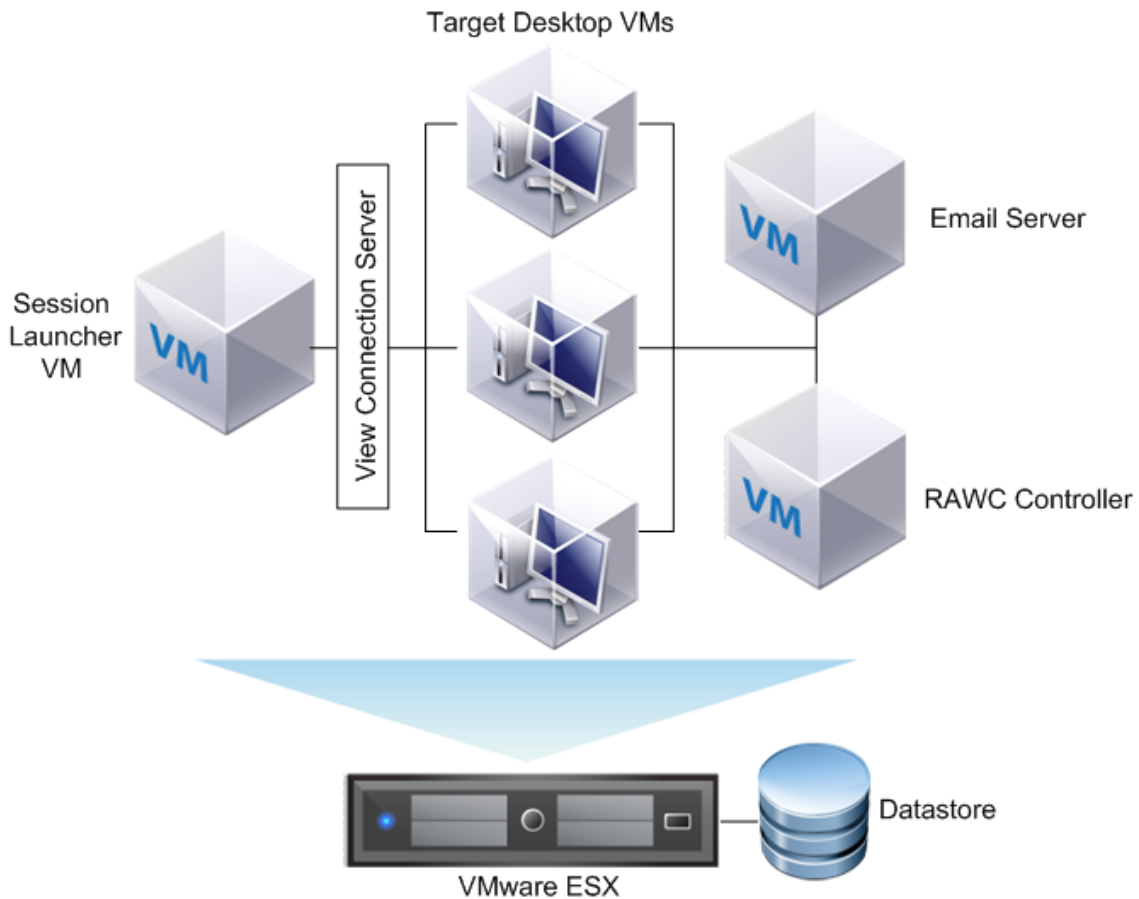 Target Desktop VMs
VM
Email Server
View Connection Server
Session
Launcher
VM
VM
VM
RAWC Controller
Datastore
VMware ESX